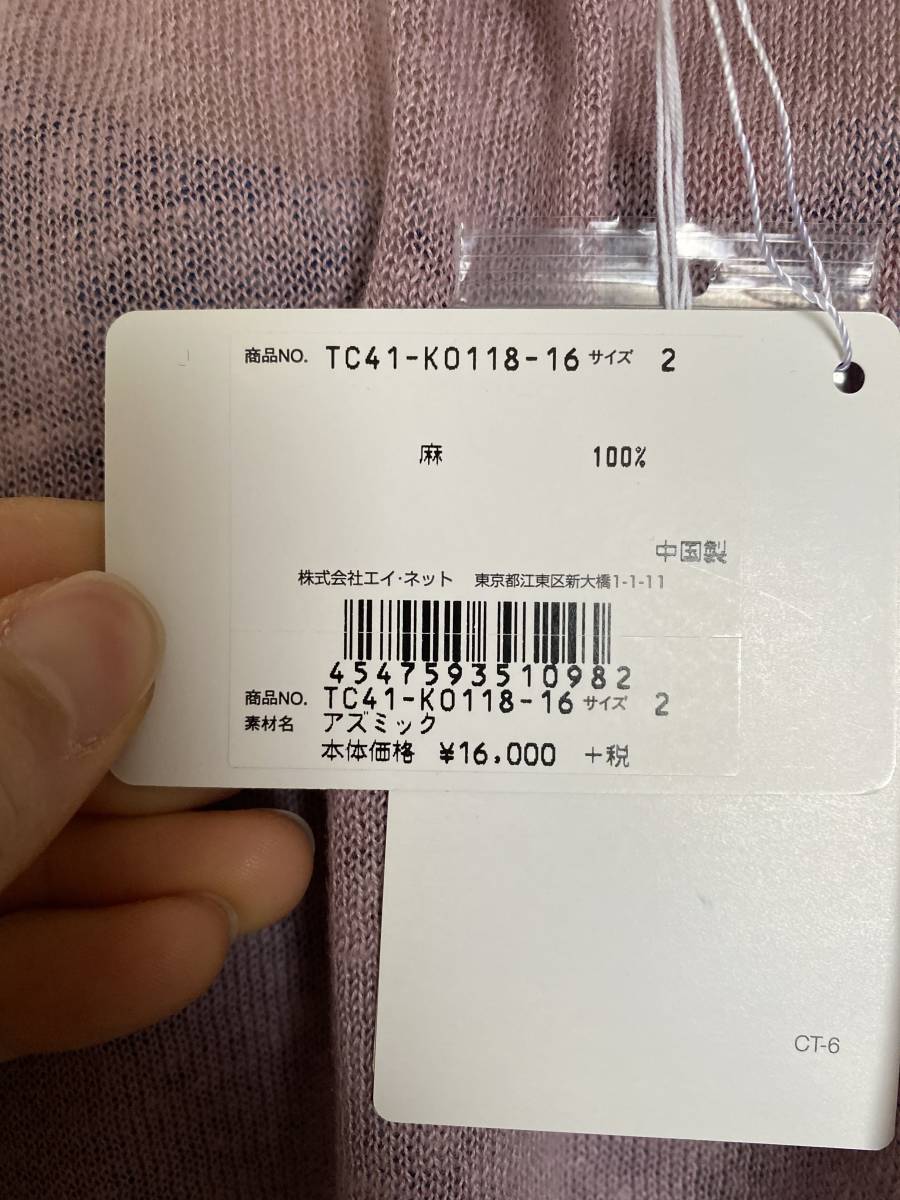 商品NO. TC41-K0118-16 サイズ 2
麻 100%
中国製
株式会社エイ・ネット 東京都江東区新大橋1-1-11
4547593510982
商品NO. TC41-K0118-16 サイズ 2
素材名 アズミック
本体価格 ¥16,000 +税
CT-6